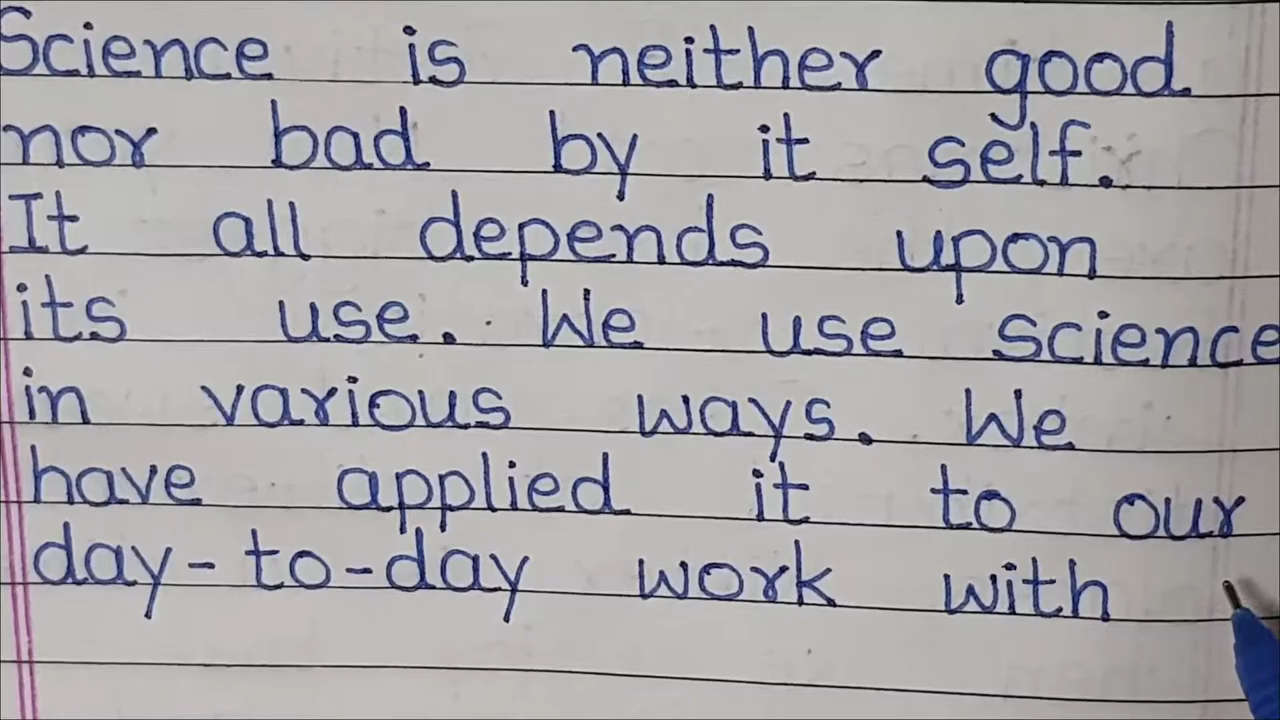 Science is neither good
nor bad by it self.
It all depends upon
its use. We use science
in various ways. We
have applied it to our
day-to-day work with